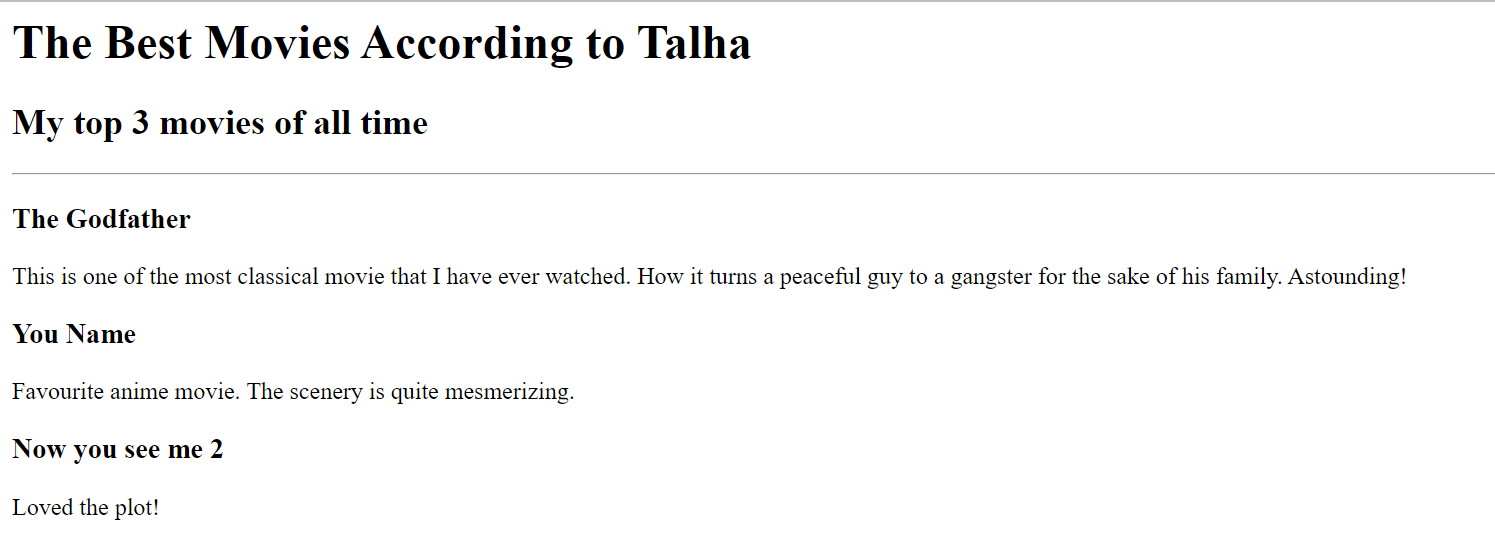 The Best Movies According to Talha
My top 3 movies of all time
The Godfather
This is one of the most classical movie that I have ever watched. How it turns a peaceful guy to a gangster for the sake of his family. Astounding!
You Name
Favourite anime movie. The scenery is quite mesmerizing.
Now you see me 2
Loved the plot!